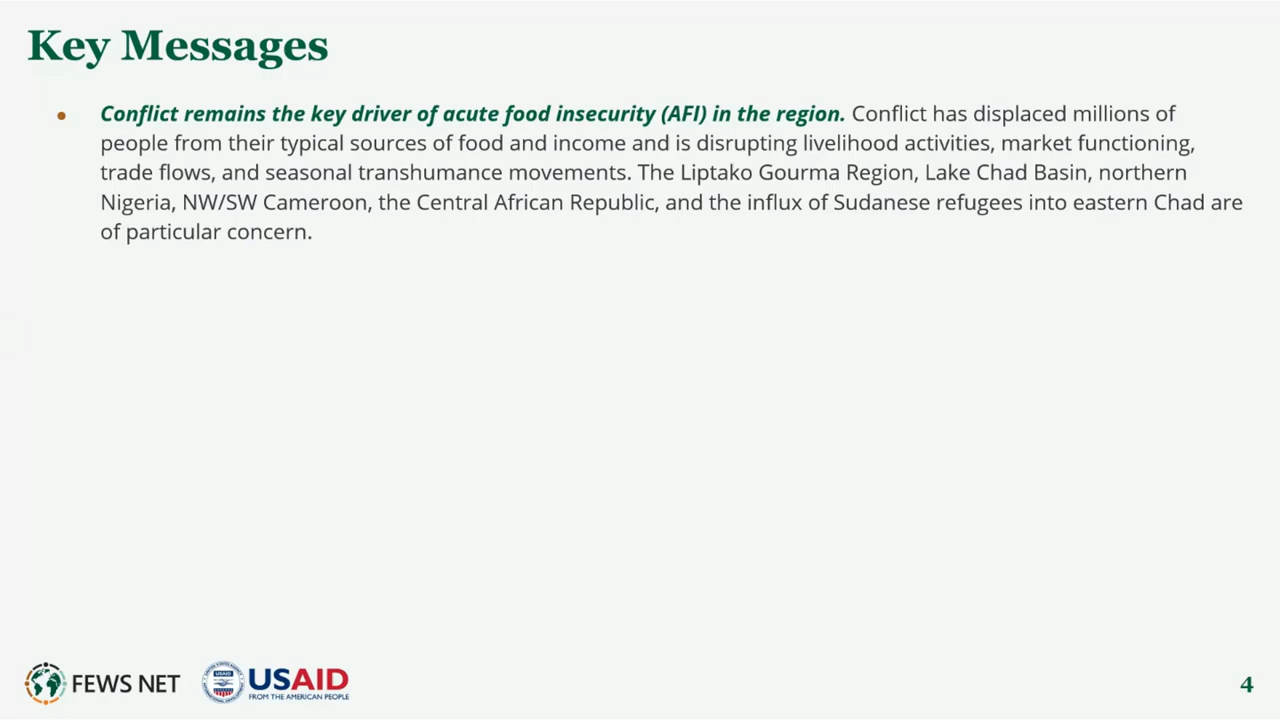 Key Messages
• Conflict remains the key driver of acute food insecurity (AFI) in the region. Conflict has displaced millions of
people from their typical sources of food and income and is disrupting livelihood activities, market functioning,
trade flows, and seasonal transhumance movements. The Liptako Gourma Region, Lake Chad Basin, northern
Nigeria, NW/SW Cameroon, the Central African Republic, and the influx of Sudanese refugees into eastern Chad are
of particular concern.
FEWS NET
USAID
USAID
FROM THE AMERICAN PEOPLE
4